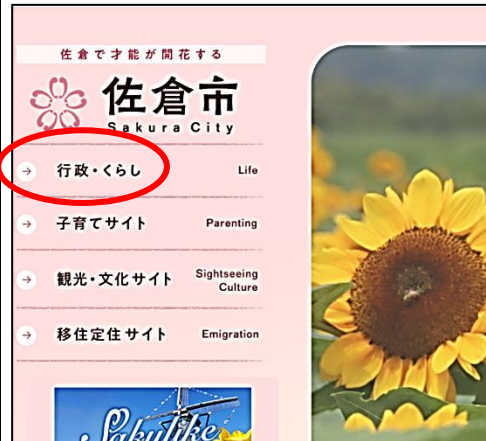 佐倉で才能が開花する
佐倉市
Sakura City
行政・くらし Life
子育てサイト Parenting
観光・文化サイト Sightseeing
Culture
移住定住サイト Emigration
Sakulike